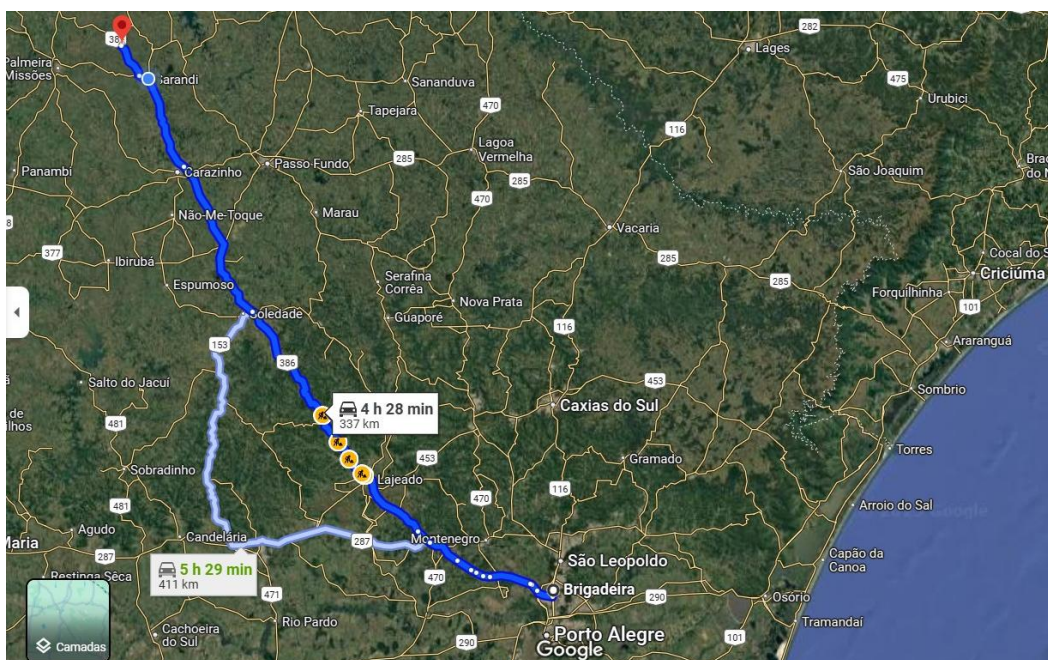 282
Lages
386
Palmeira
Missões
Sarandi
Sananduva
475
470
Urubici
Tapejara
116
Lagoa
Vermelha
Passo Fundo
285
Panambi
Carazinho
285
São Joaquim
470
Não-Me-Toque
Marau
Vacaria
377
Ibirubá
285
Cocal do S
Serafina
Corrêa
285
Criciúma
Espumoso
Nova Prata
Forquilhinha
101
Soledade
Guaporé
116
153
Araranguá
386
453
Salto do Jacuí
Sombrio
4 h 28 min
337 km
Caxias do Sul
de
ilhos
481
Torres
453
Gramado
Sobradinho
Lajeado
470
481
Arroio do Sal
Agudo
Candelária
287
Montenegro
Maria
287
São Leopoldo
Capão da
Canoa
5 h 29 min
411 km
470
Restinga Sêca
471
Brigadeira
290
Osório
Camadas
Cachoeira
do Sul
Rio Pardo
290
Porto Alegre
101
Tramandaí
Google